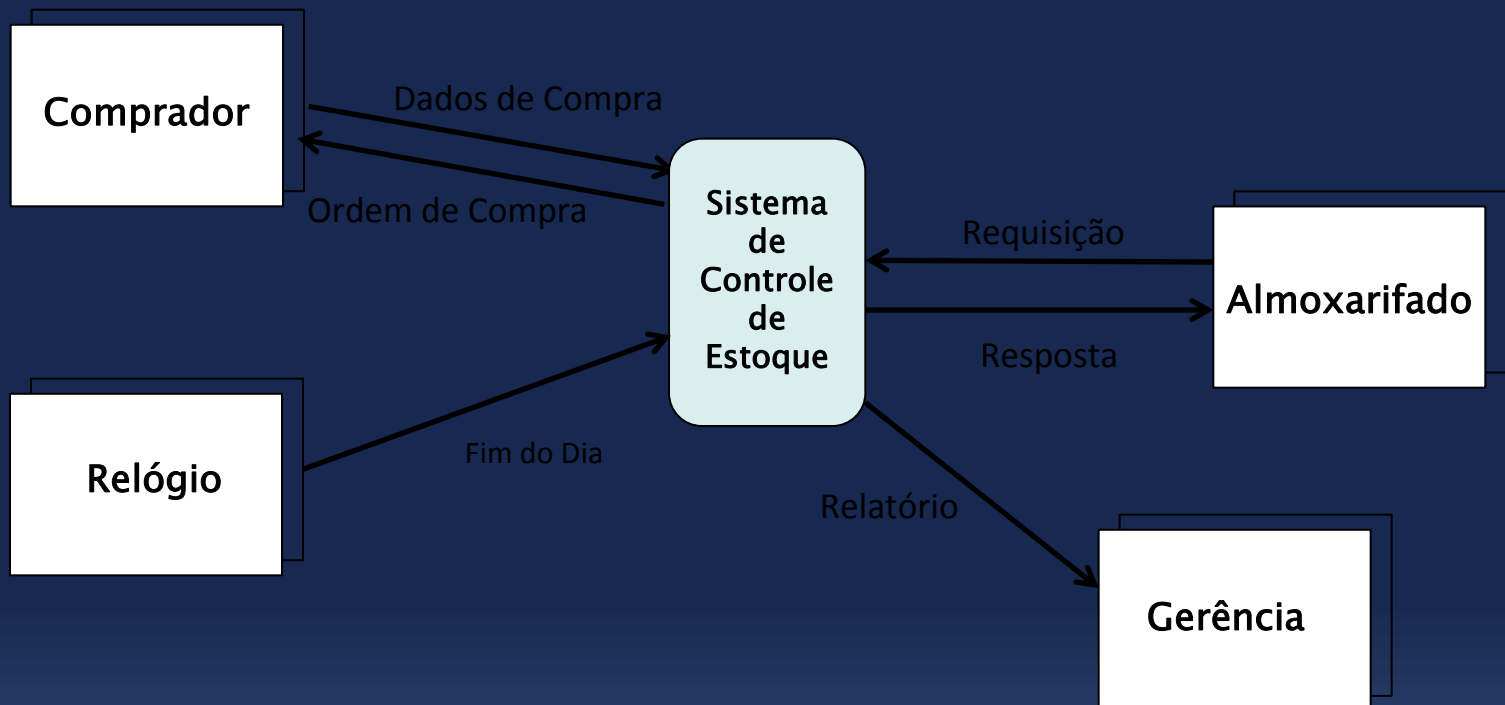 Comprador
Dados de Compra
Ordem de Compra
Sistema
de
Controle
de
Estoque
Requisição
Almoxarifado
Resposta
Relógio
Fim do Dia
Relatório
Gerência